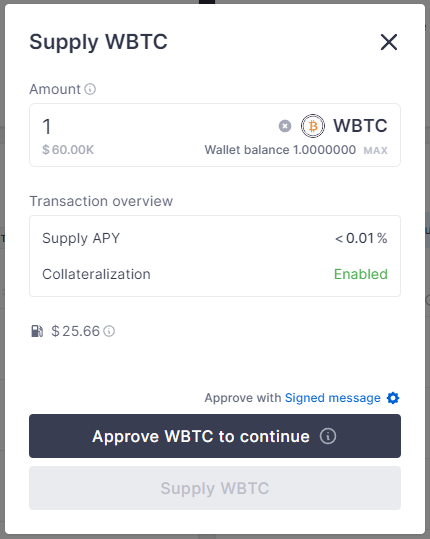 Supply WBTC
Amount
1 WBTC
$ 60.00K Wallet balance 1.0000000 MAX
Transaction overview
Supply APY <0.01 %
Collateralization Enabled
$ 25.66
Approve with Signed message
Approve WBTC to continue
Supply WBTC